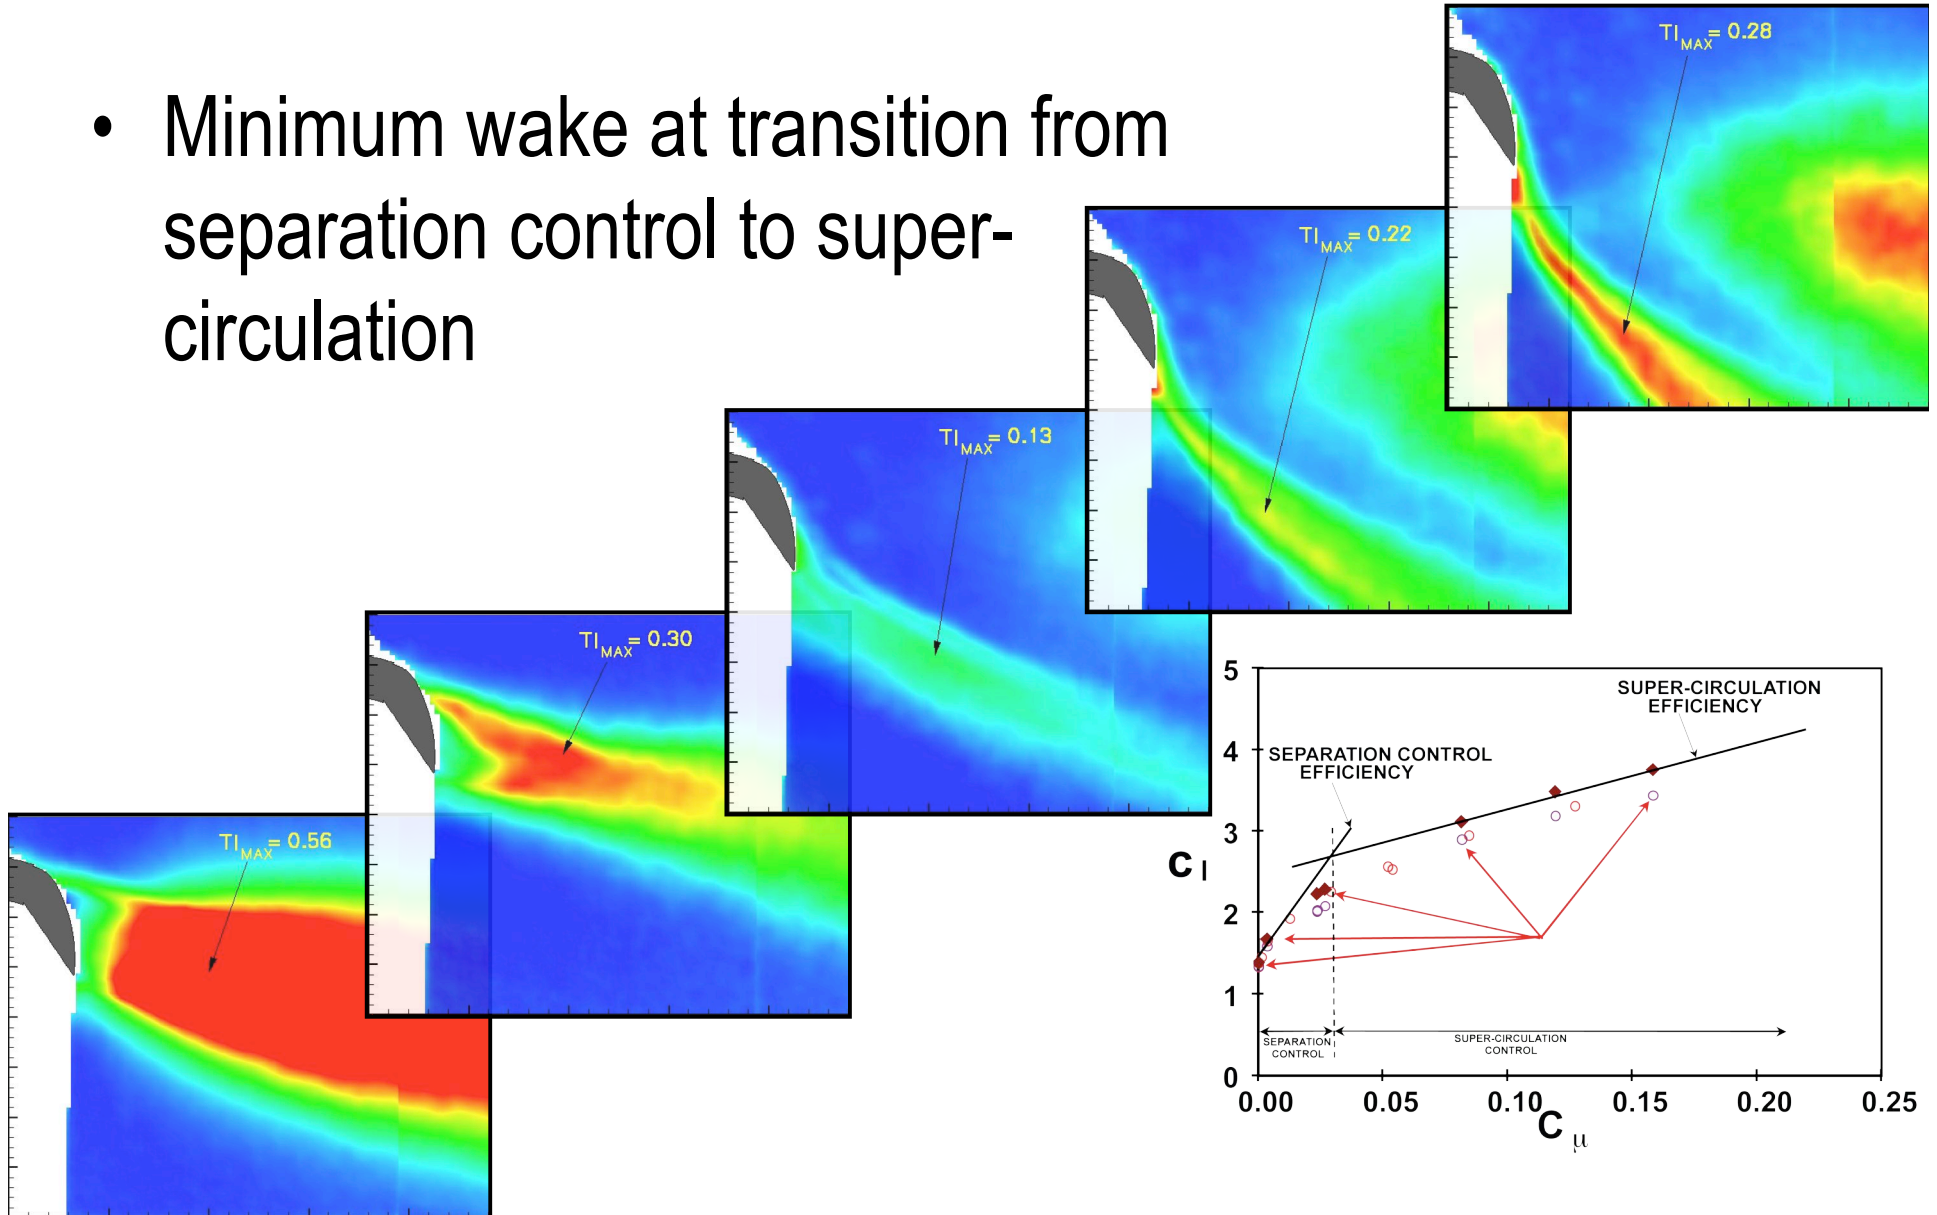 • Minimum wake at transition from
separation control to super-
circulation
TI MAX = 0.28
TI MAX = 0.22
TI MAX = 0.13
TI MAX = 0.30
TI MAX = 0.56
5
4
3
2
1
0
c l
SUPER-CIRCULATION
EFFICIENCY
SEPARATION CONTROL
EFFICIENCY
SEPARATION
CONTROL
SUPER-CIRCULATION
CONTROL
0.00 0.05 0.10 0.15 0.20 0.25
C μ